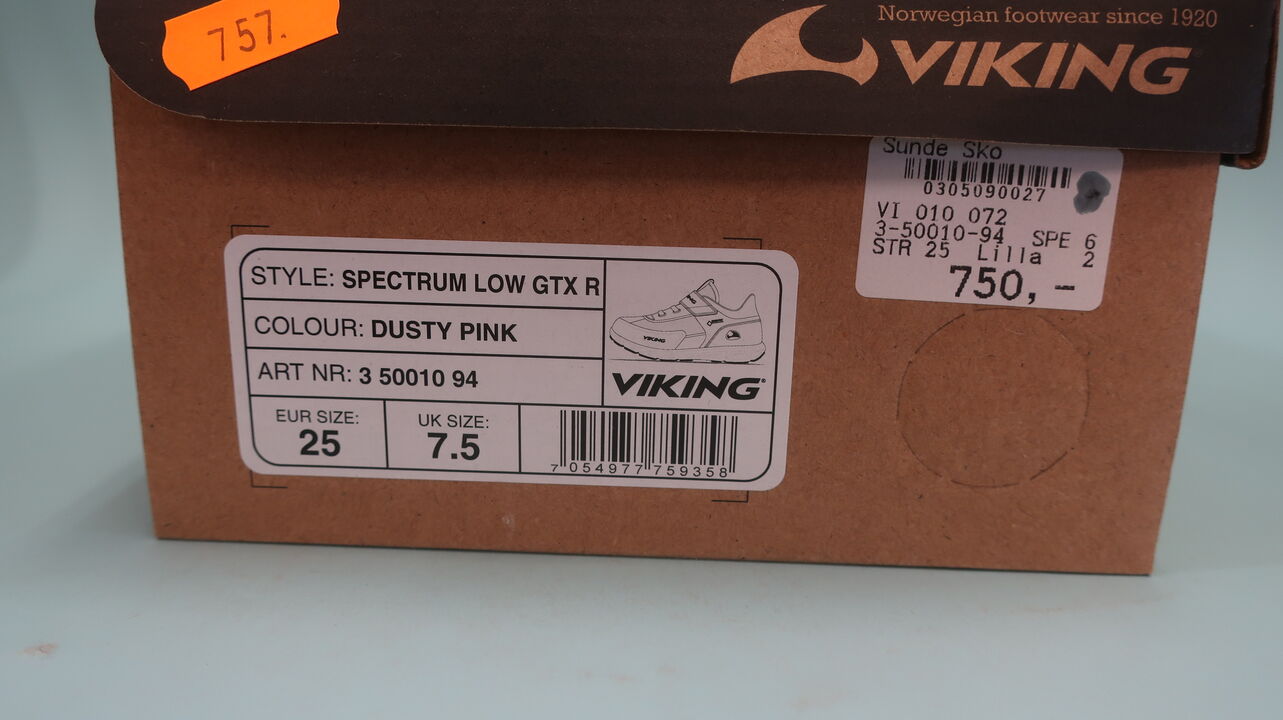 757.
Norwegian footwear since 1920
VIKING
Sunde Sko
0305090027
VI 010 072
3-50010-94 SPE 6
STR 25 Lilla 2
750,-
STYLE: SPECTRUM LOW GTX R
COLOUR: DUSTY PINK
ART NR: 3 50010 94
VIKING
VIKING®
EUR SIZE:
25
UK SIZE:
7.5
7 054977 759358